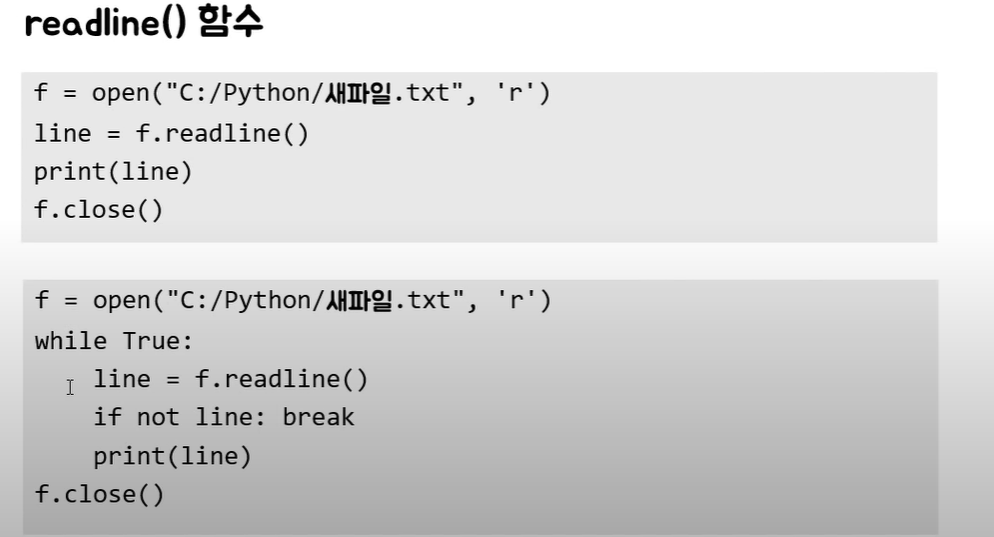 readline() 함수
f = open("C:/Python/새파일.txt", 'r')
line = f.readline()
print(line)
f.close()
f = open("C:/Python/새파일.txt", 'r')
while True:
    line = f.readline()
    if not line: break
    print(line)
f.close()